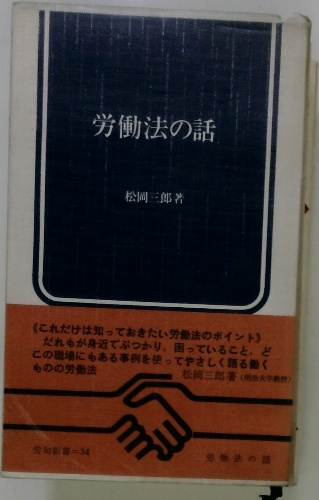 労働法の話
松岡三郎著
《これだけは知っておきたい労働法のポイント》
だれもが身近でぶつかり、困っていること、ど
この職場にもある事例を使ってやさしく語る働く
ものの労働法
松岡三郎著(明治大学教授)
労旬新書=34
労働法の話